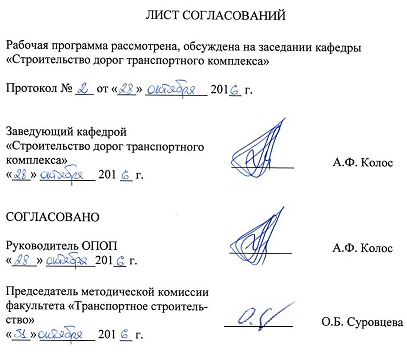 ЛИСТ СОГЛАСОВАНИЙ
Рабочая программа рассмотрена, обсуждена на заседании кафедры
«Строительство дорог транспортного комплекса»
Протокол № 2 от «28» октября 2016 г.
Заведующий кафедрой
«Строительство дорог транспортного
комплекса» А.Ф. Колос
«28» октября 2016 г.
СОГЛАСОВАНО
Руководитель ОПОП А.Ф. Колос
«28» октября 2016 г.
Председатель методической комиссии
факультета «Транспортное строитель-
ство» О.Б. Суровцева
«31» октября 2016 г.